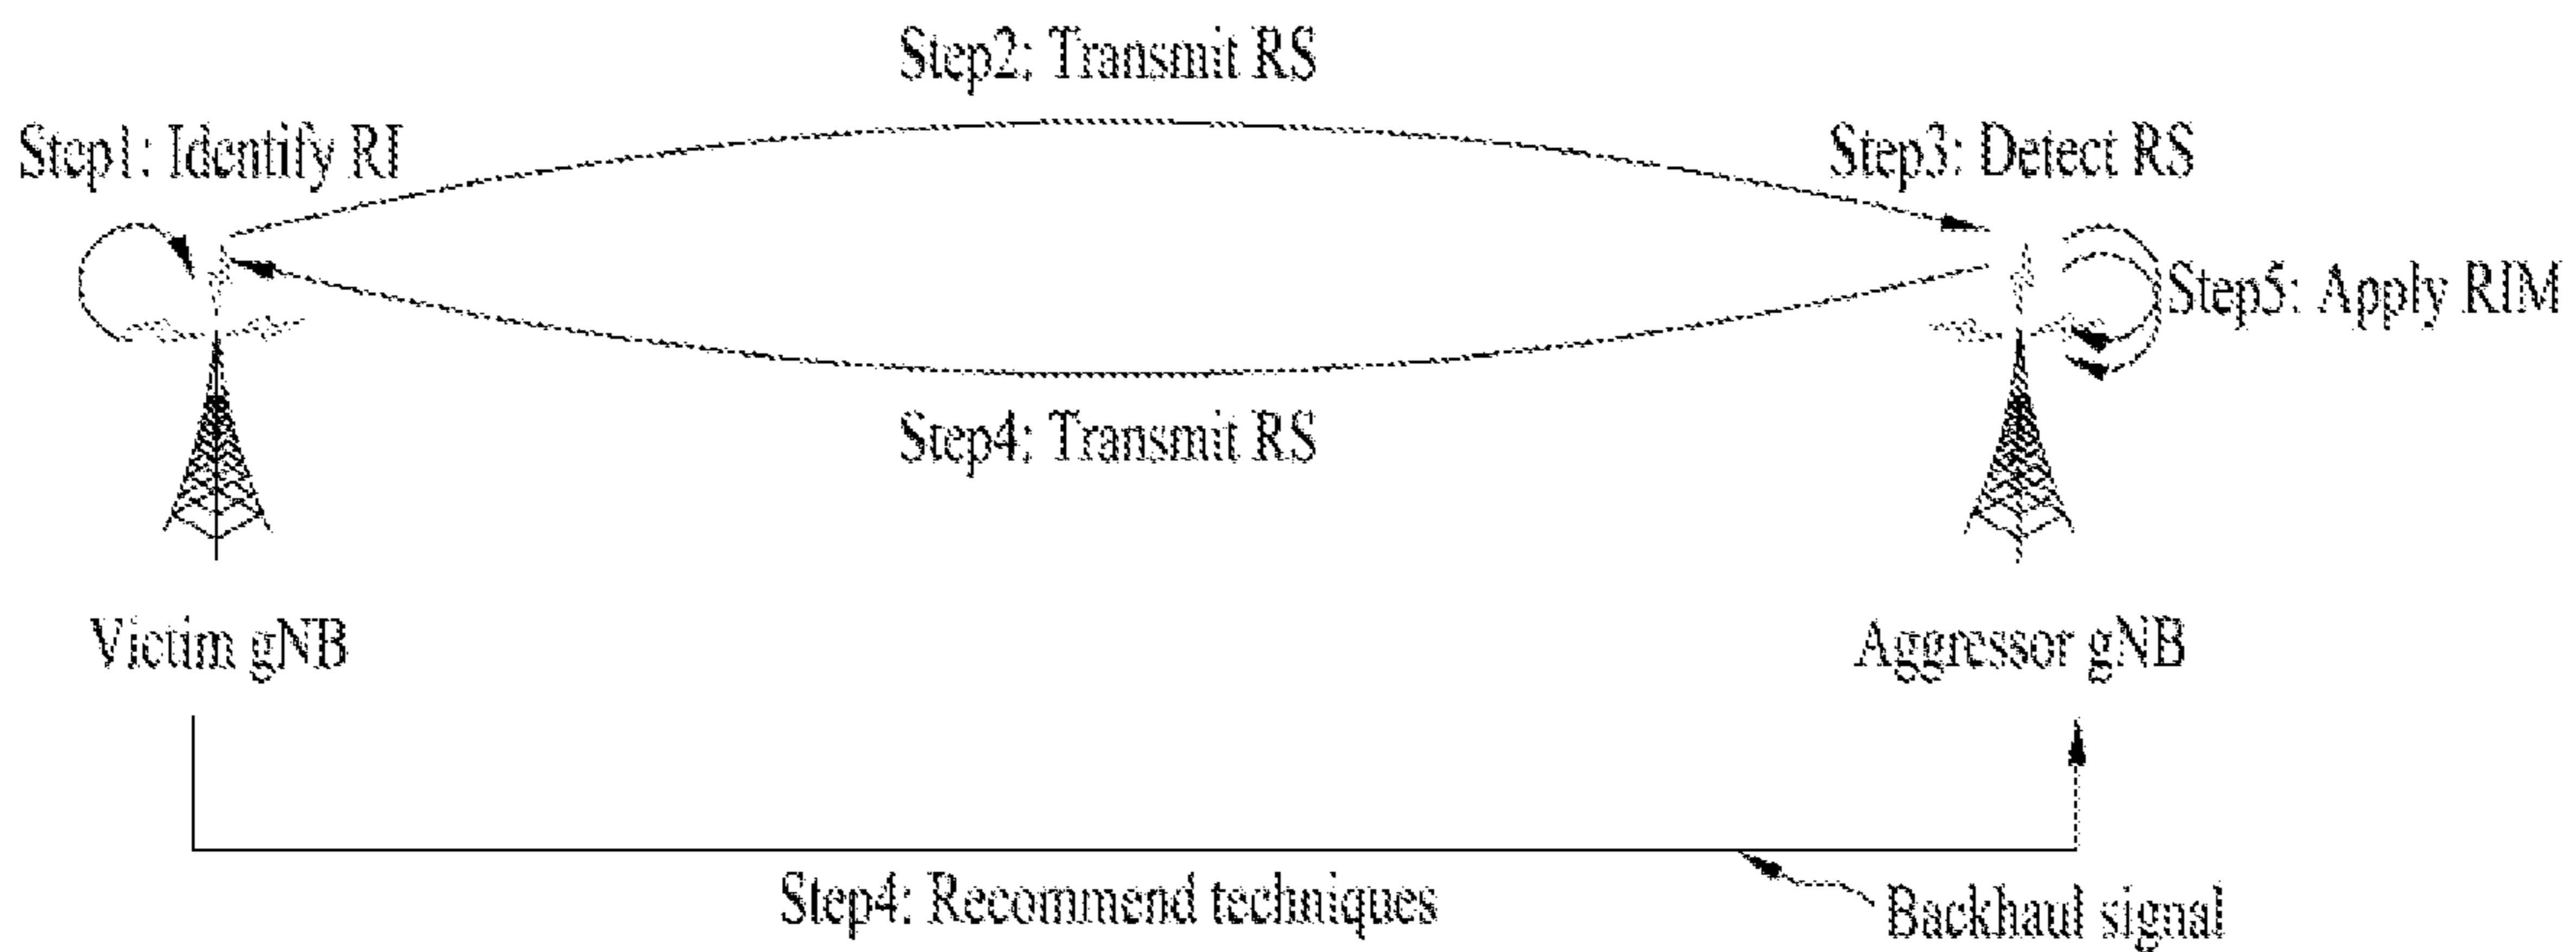 Step2: Transmit RS
Step1: Identify RI
Step3: Detect RS
Step5: Apply RIM
Step4: Transmit RS
Victim gNB
Aggressor gNB
Step4: Recommend techniques
Backhaul signal